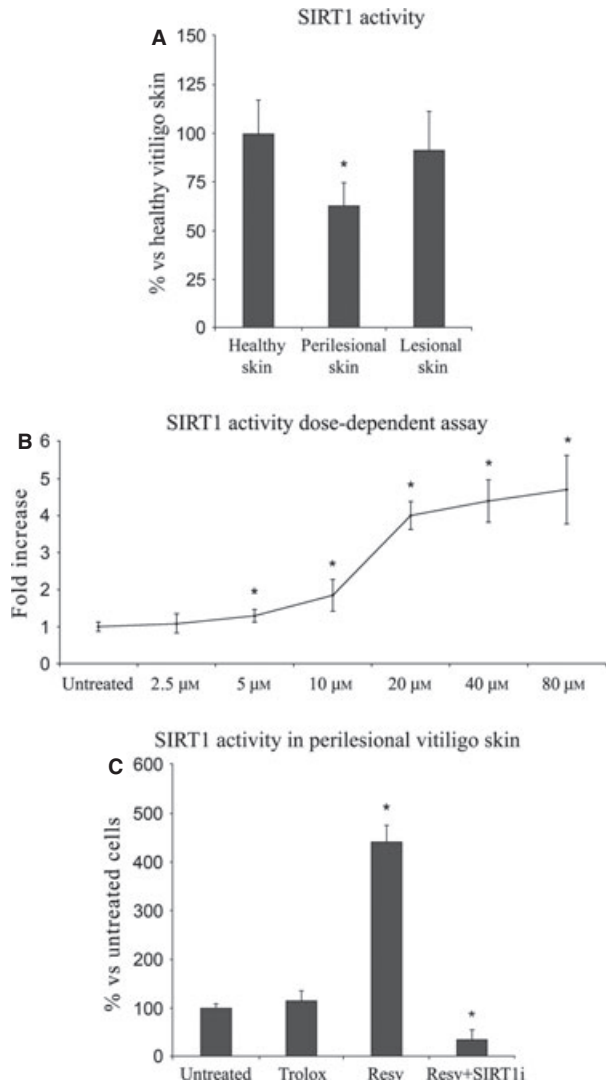 SIRT1 activity
A
% vs healthy vitiligo skin
150
125
100
75
50
25
0
*
Healthy skin
Perilesional skin
Lesional skin
SIRT1 activity dose-dependent assay
B
Fold increase
6
5
4
3
2
1
0
* * * * *
Untreated 2.5 μM 5 μM 10 μM 20 μM 40 μM 80 μM
SIRT1 activity in perilesional vitiligo skin
C
% vs untreated cells
600
500
400
300
200
100
0
* *
Untreated Trolox Resv Resv+SIRT1i